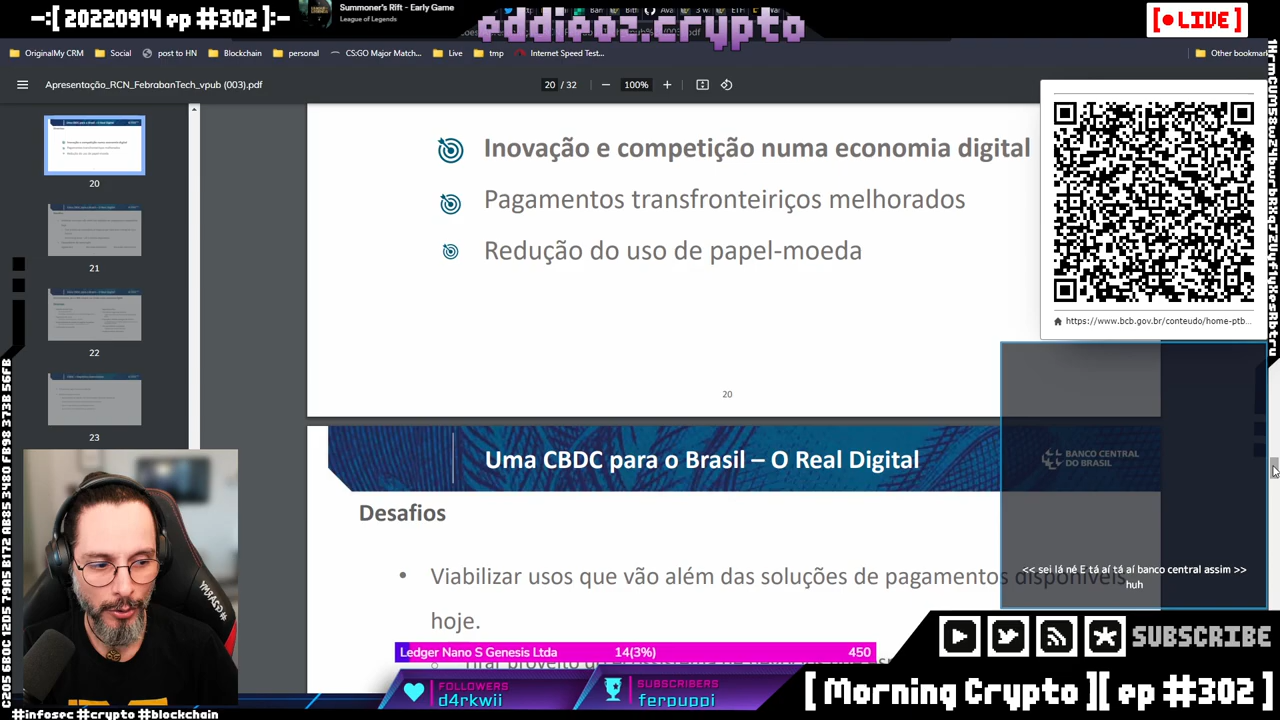 -:[ 20220914 ep #302 ]:-
Summoner's Rift - Early Game
League of Legends
eddieoz.crypto
[ • LIVE ]
OriginalMy CRM
Social
post to HN
Blockchain
personal
CS:GO Major Match...
Live
tmp
Internet Speed Test...
Other bookmar
Apresentação_RCN_FebrabanTech_vpub (003).pdf
20 / 32
100%
20
21
22
23
Inovação e competição numa economia digital
Pagamentos transfronteiriços melhorados
Redução do uso de papel-moeda
20
https://www.bcb.gov.br/conteudo/home-ptb...
Uma CBDC para o Brasil – O Real Digital
BANCO CENTRAL
DO BRASIL
Desafios
• Viabilizar usos que vão além das soluções de pagamentos disponíveis
hoje.
<< sei lá né E tá aí tá aí banco central assim >>
huh
Ledger Nano S Genesis Ltda 14(3%) 450
FOLLOWERS
d4rkwii
SUBSCRIBERS
ferpuppi
SUBSCRIBE
[ Morning Crypto ][ ep #302 ]
#infosec #crypto #blockchain